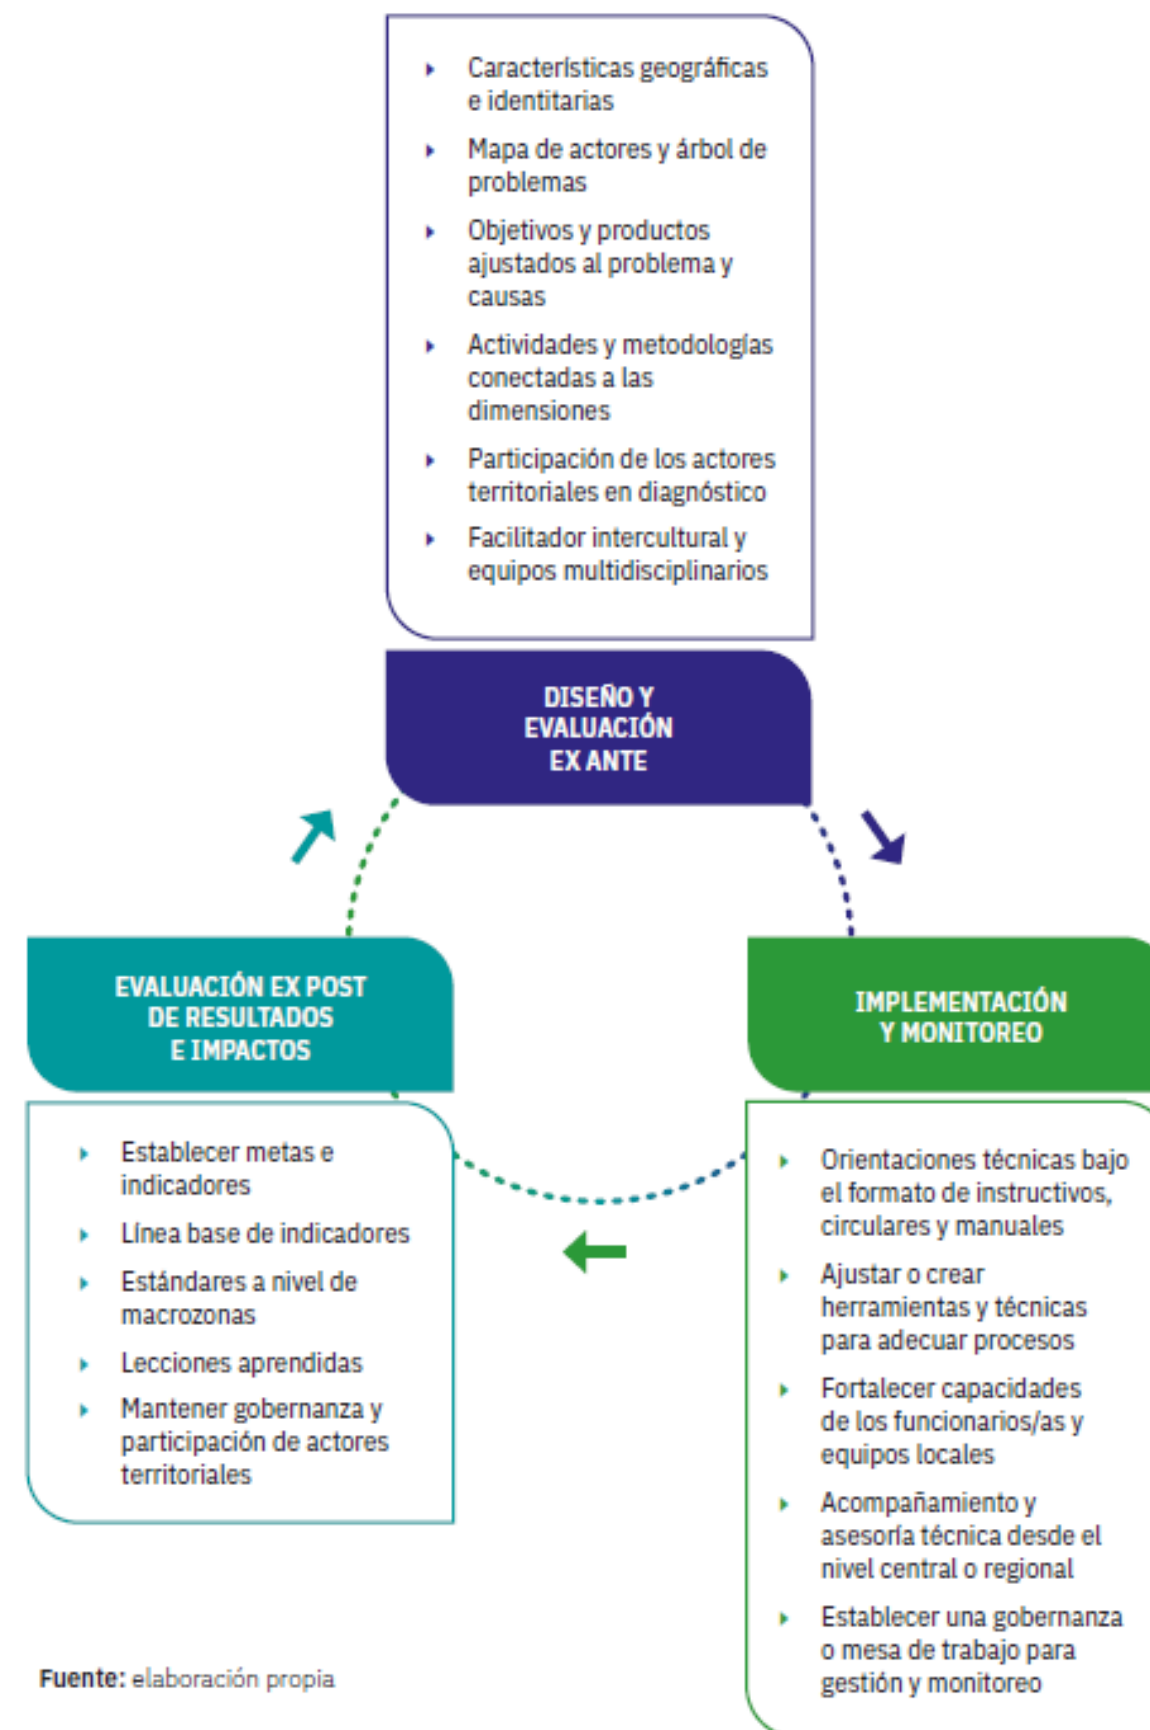 Características geográficas
e identitarias
Mapa de actores y árbol de
problemas
Objetivos y productos
ajustados al problema y
causas
Actividades y metodologías
conectadas a las
dimensiones
Participación de los actores
territoriales en diagnóstico
Facilitador intercultural y
equipos multidisciplinarios
DISEÑO Y
EVALUACIÓN
EX ANTE
EVALUACIÓN EX POST
DE RESULTADOS
E IMPACTOS
Establecer metas e
indicadores
Línea base de indicadores
Estándares a nivel de
macrozonas
Lecciones aprendidas
Mantener gobernanza y
participación de actores
territoriales
IMPLEMENTACIÓN
Y MONITOREO
Orientaciones técnicas bajo
el formato de instructivos,
circulares y manuales
Ajustar o crear
herramientas y técnicas
para adecuar procesos
Fortalecer capacidades
de los funcionarios/as y
equipos locales
Acompañamiento y
asesoría técnica desde el
nivel central o regional
Establecer una gobernanza
o mesa de trabajo para
gestión y monitoreo
Fuente: elaboración propia